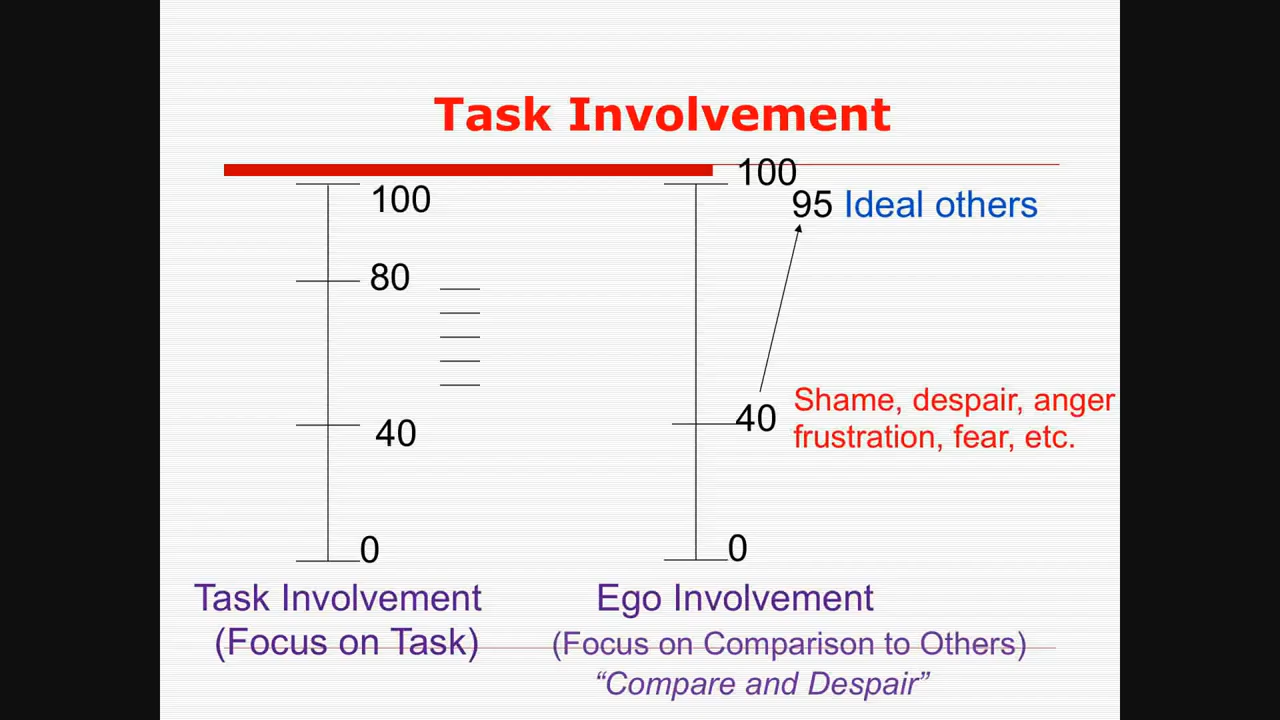 Task Involvement
100
80
40
0
Task Involvement
(Focus on Task)
100
95 Ideal others
40
Shame, despair, anger
frustration, fear, etc.
0
Ego Involvement
(Focus on Comparison to Others)
“Compare and Despair”